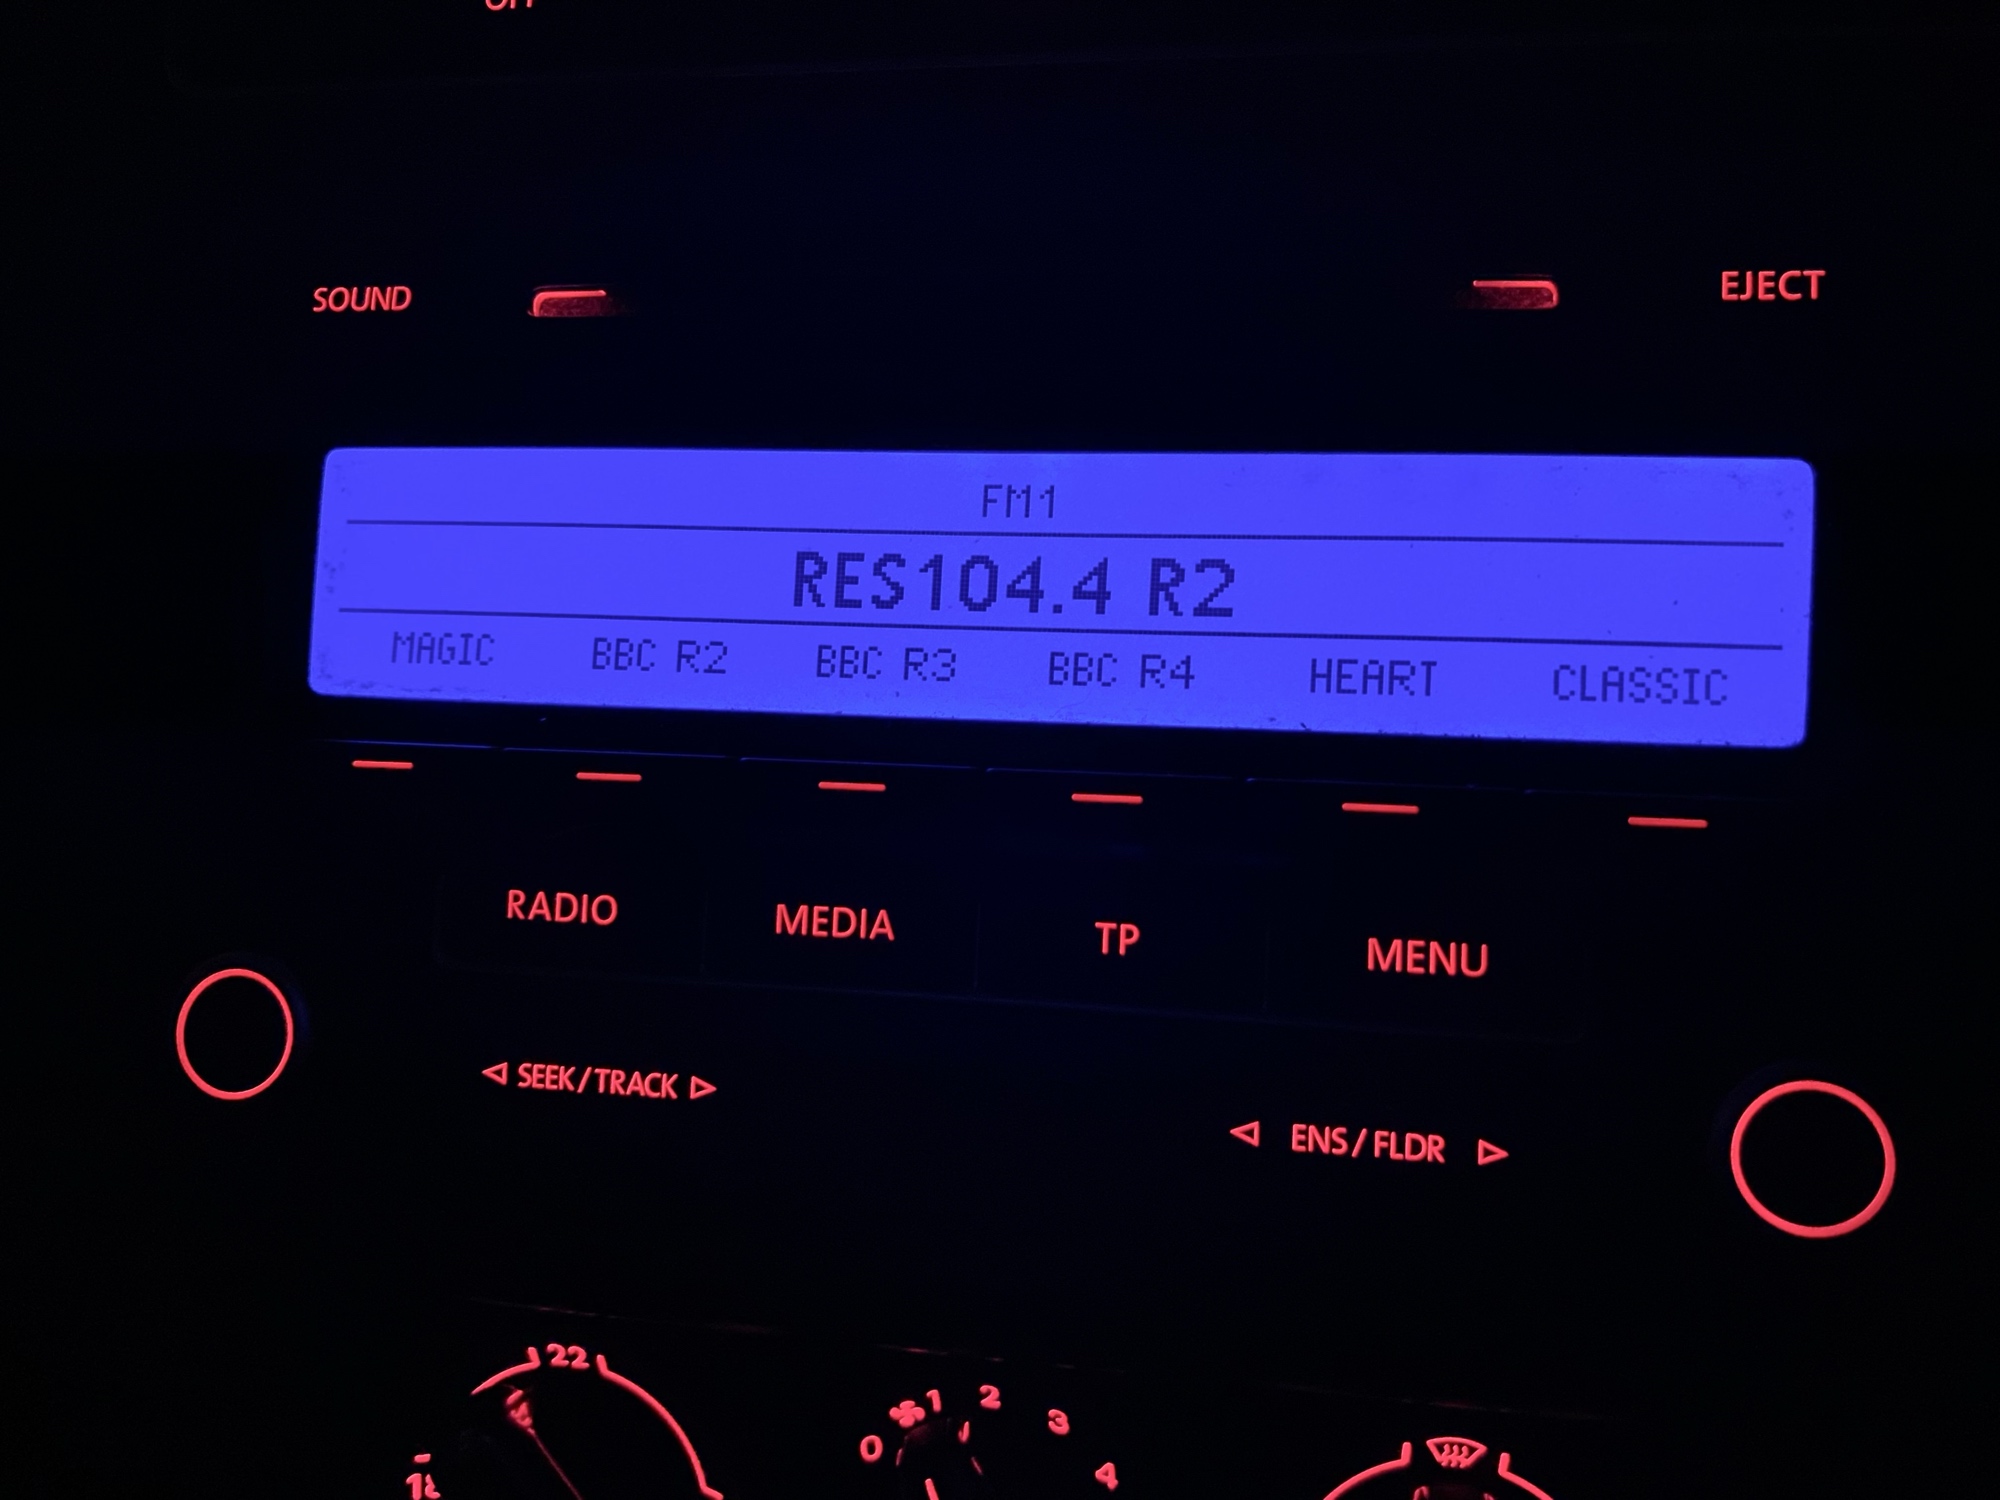 SOUND EJECT
FM1
RES104.4 R2
MAGIC BBC R2 BBC R3 BBC R4 HEART CLASSIC
RADIO MEDIA TP MENU
SEEK/TRACK
ENS/FLDR
22
0 1 2 3 4